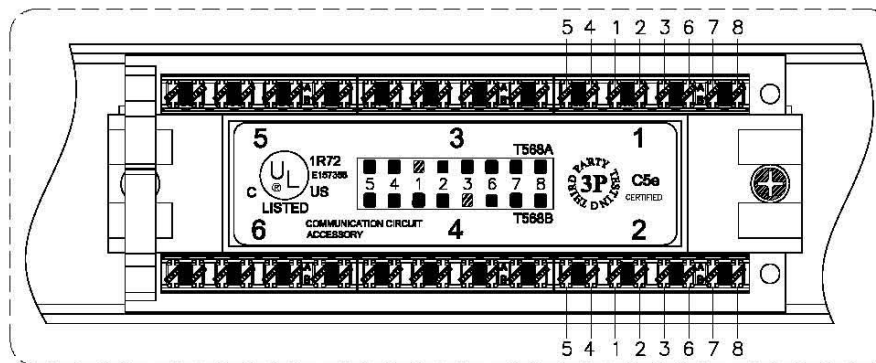 5 4 1 2 3 6 7 8
A B A B A B
5 3 1
UL ® C US LISTED
1R72
E157356
T568A
5 4 1 2 3 6 7 8
T568B
THIRD PARTY TESTING
3P
C5e
CERTIFIED
COMMUNICATION CIRCUIT
ACCESSORY
6 4 2
A B A B A B
5 4 1 2 3 6 7 8